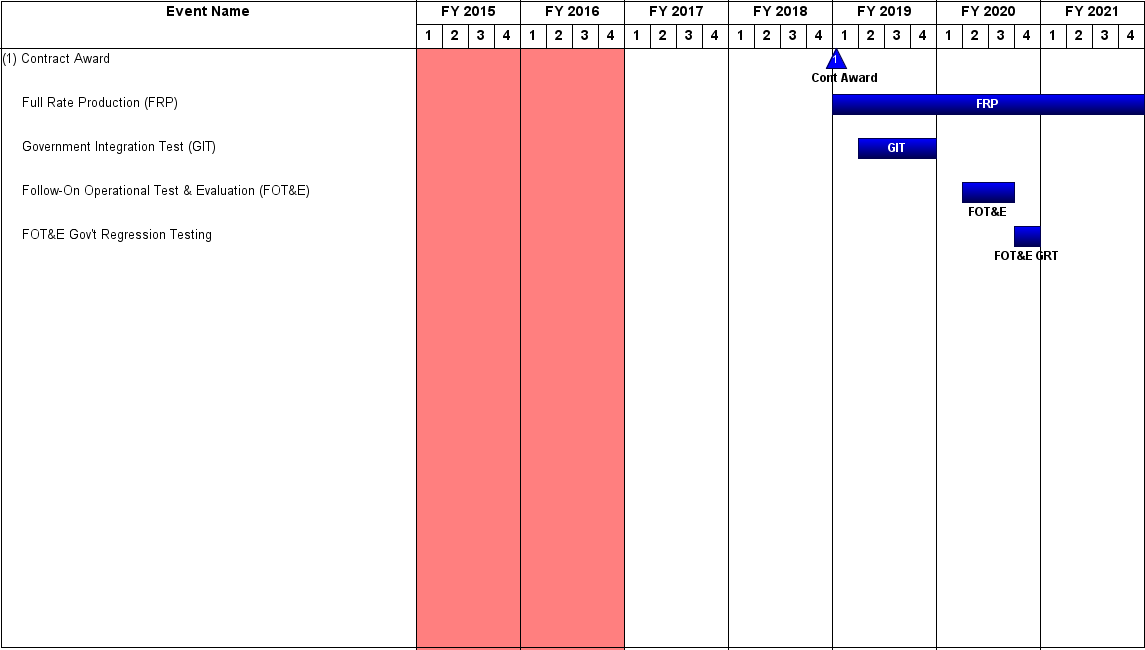 Event Name FY 2015 FY 2016 FY 2017 FY 2018 FY 2019 FY 2020 FY 2021
1 2 3 4 1 2 3 4 1 2 3 4 1 2 3 4 1 2 3 4 1 2 3 4 1 2 3 4
(1) Contract Award 1
Cont Award
Full Rate Production (FRP) FRP
Government Integration Test (GIT) GIT
Follow-On Operational Test & Evaluation (FOT&E)
FOT&E
FOT&E Gov't Regression Testing
FOT&E GRT